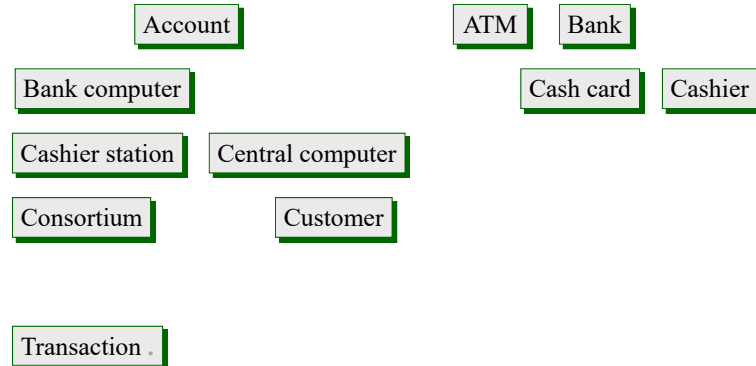 Account ATM Bank
Bank computer Cash card Cashier
Cashier station Central computer
Consortium Customer
Transaction .